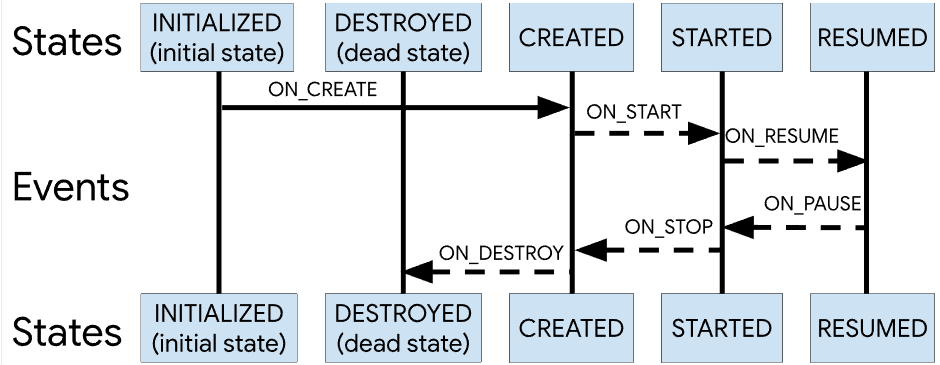 States
INITIALIZED
(initial state)
DESTROYED
(dead state)
CREATED
STARTED
RESUMED
ON_CREATE
ON_START
ON_RESUME
Events
ON_PAUSE
ON_STOP
ON_DESTROY
States
INITIALIZED
(initial state)
DESTROYED
(dead state)
CREATED
STARTED
RESUMED